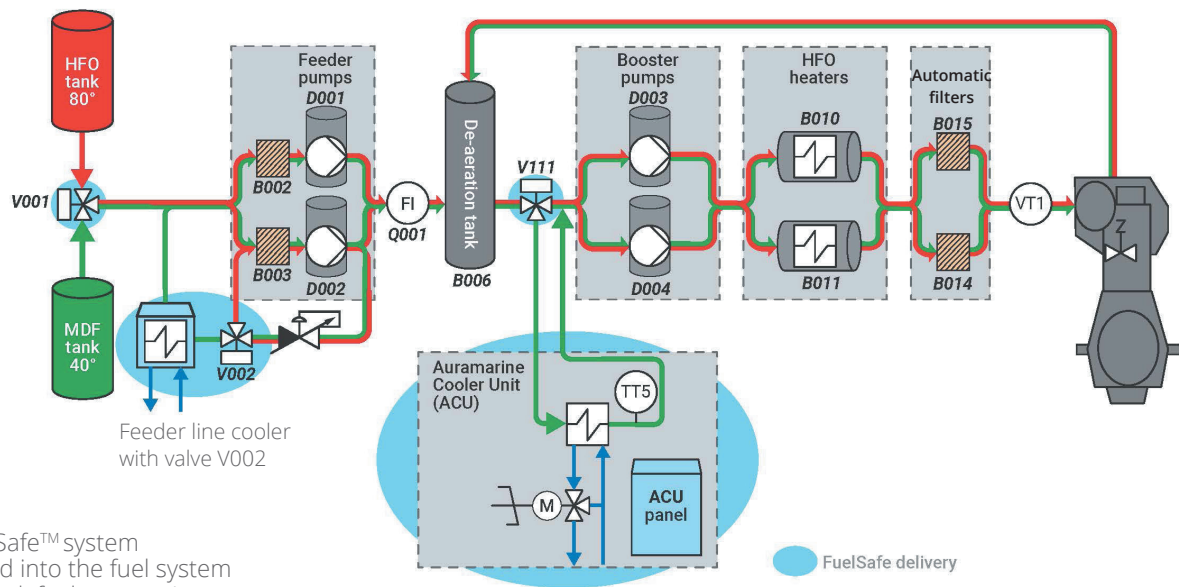 HFO
tank
80°
Feeder
pumps
D001
Booster
pumps
D003
HFO
heaters
Automatic
filters
B010
B015
V001
B002
De-aeration tank
V111
FI
Q001
VT1
B003
D002
B006
D004
B011
B014
MDF
tank
40°
V002
Feeder line cooler
with valve V002
Auramarine
Cooler Unit
(ACU)
TT5
M
ACU
panel
Safe™ system
d into the fuel system
FuelSafe delivery